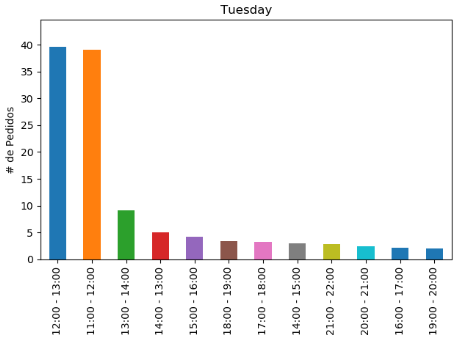 Tuesday
# de Pedidos
40
35
30
25
20
15
10
5
0
12:00 - 13:00
11:00 - 12:00
13:00 - 14:00
14:00 - 13:00
15:00 - 16:00
18:00 - 19:00
17:00 - 18:00
14:00 - 15:00
21:00 - 22:00
20:00 - 21:00
16:00 - 17:00
19:00 - 20:00